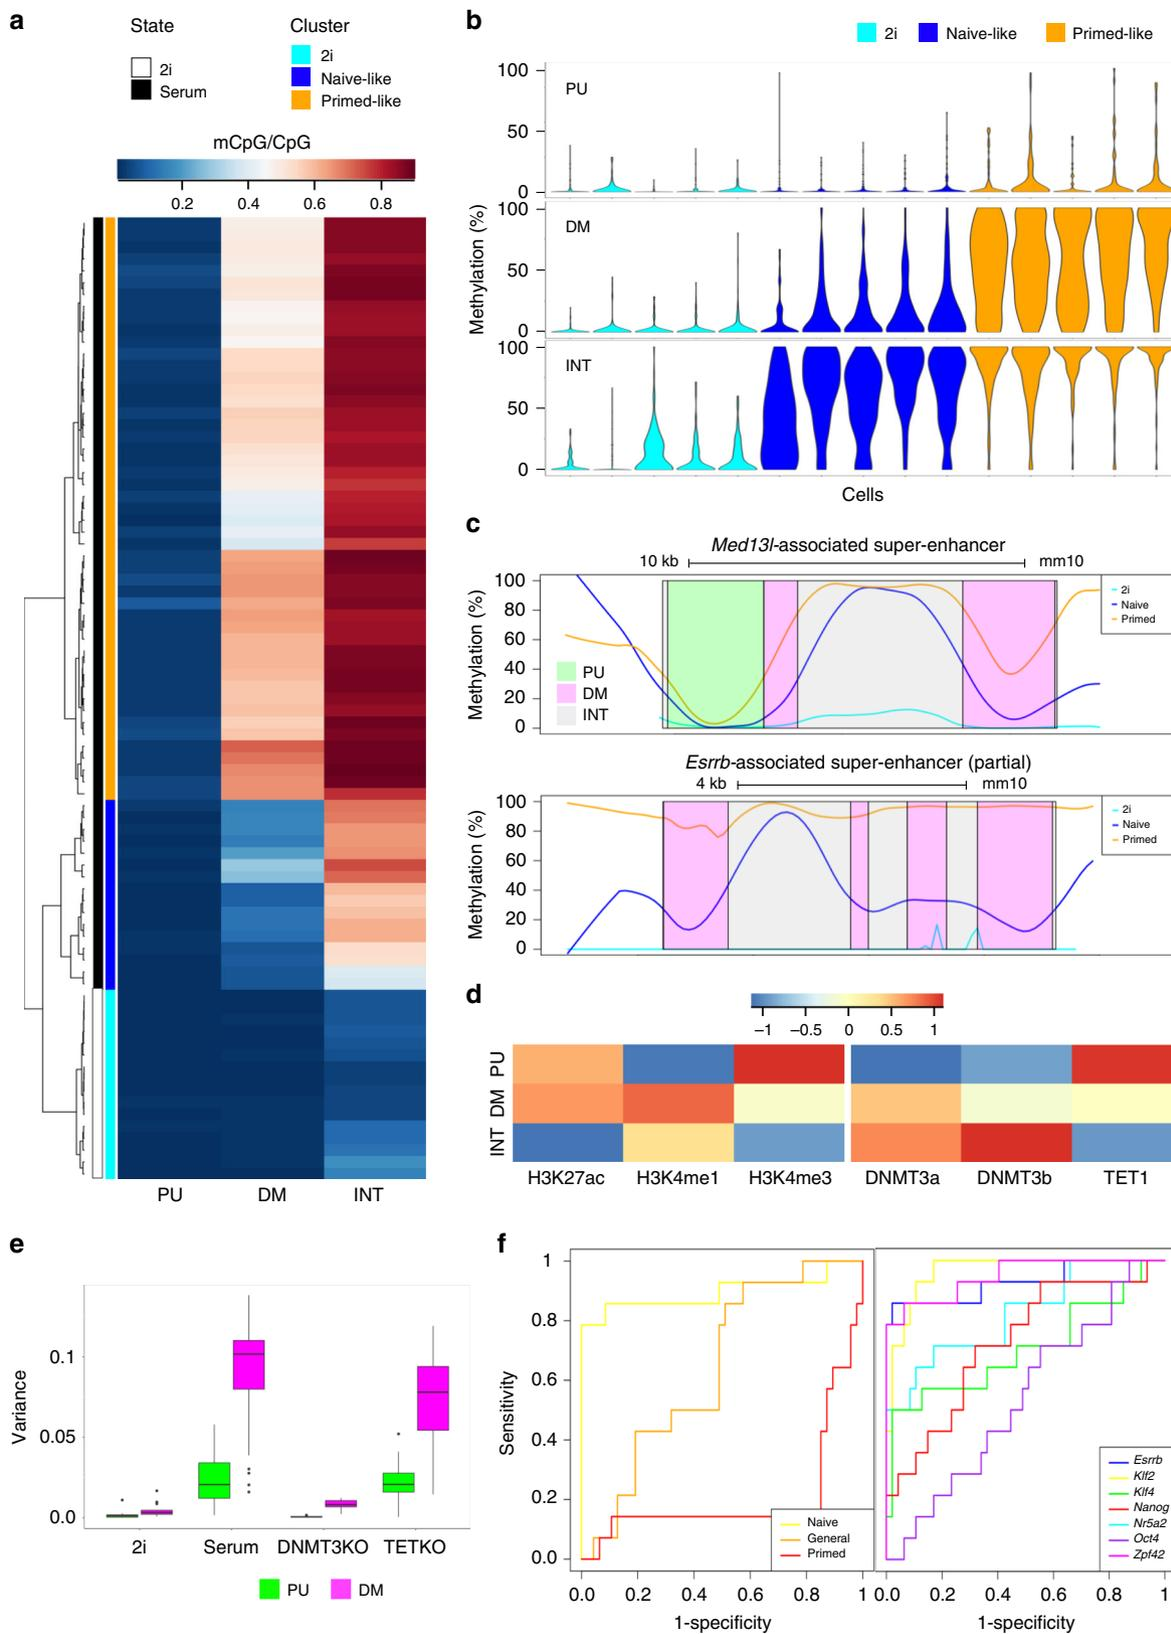 a
State
2i
Serum
Cluster
2i
Naive-like
Primed-like
mCpG/CpG
0.2 0.4 0.6 0.8
PU DM INT
b
2i Naive-like Primed-like
Methylation (%)
100
50
0
PU
100
50
0
DM
100
50
0
INT
Cells
c
Med13l-associated super-enhancer
10 kb mm10
Methylation (%)
100
80
60
40
20
0
PU
DM
INT
2i
Naive
Primed
Esrrb-associated super-enhancer (partial)
4 kb mm10
Methylation (%)
100
80
60
40
20
0
2i
Naive
Primed
d
−1 −0.5 0 0.5 1
PU
DM
INT
H3K27ac H3K4me1 H3K4me3 DNMT3a DNMT3b TET1
e
Variance
0.1
0.05
0.0
2i Serum DNMT3KO TETKO
PU DM
f
Sensitivity
1
0.8
0.6
0.4
0.2
0.0
Naive
General
Primed
0.0 0.2 0.4 0.6 0.8 1
1-specificity
Esrrb
Klf2
Klf4
Nanog
Nr5a2
Oct4
Zpf42
0.0 0.2 0.4 0.6 0.8 1
1-specificity